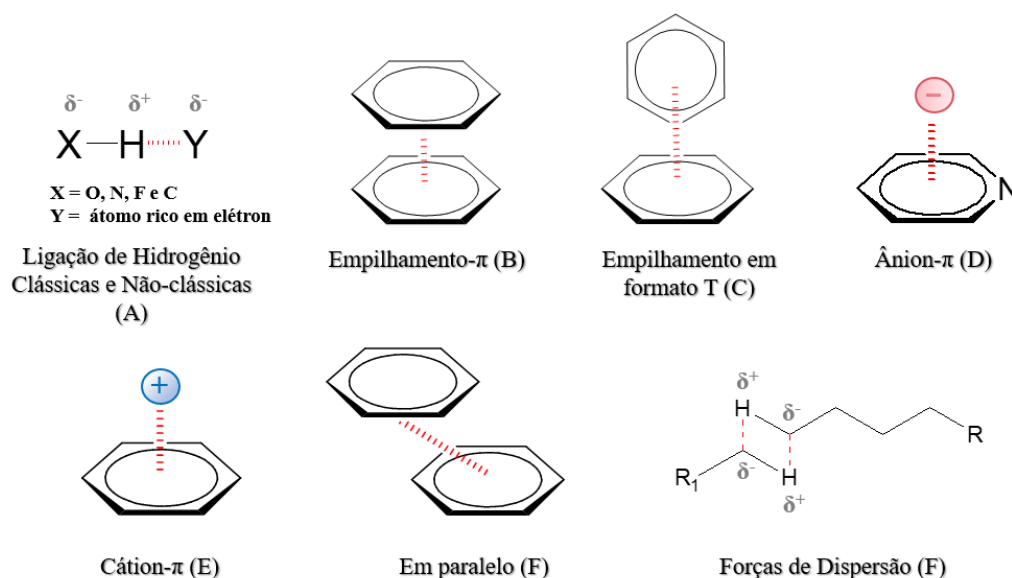 δ⁻ δ⁺ δ⁻
X H Y
X = O, N, F e C
Y = átomo rico em elétron
Ligação de Hidrogênio
Clássicas e Não-clássicas
(A)
Empilhamento-π (B)
Empilhamento em
formato T (C)
−
N
Ânion-π (D)
+
Cátion-π (E)
Em paralelo (F)
δ⁺
H δ⁻
R
R₁ δ⁻ H
δ⁺
Forças de Dispersão (F)